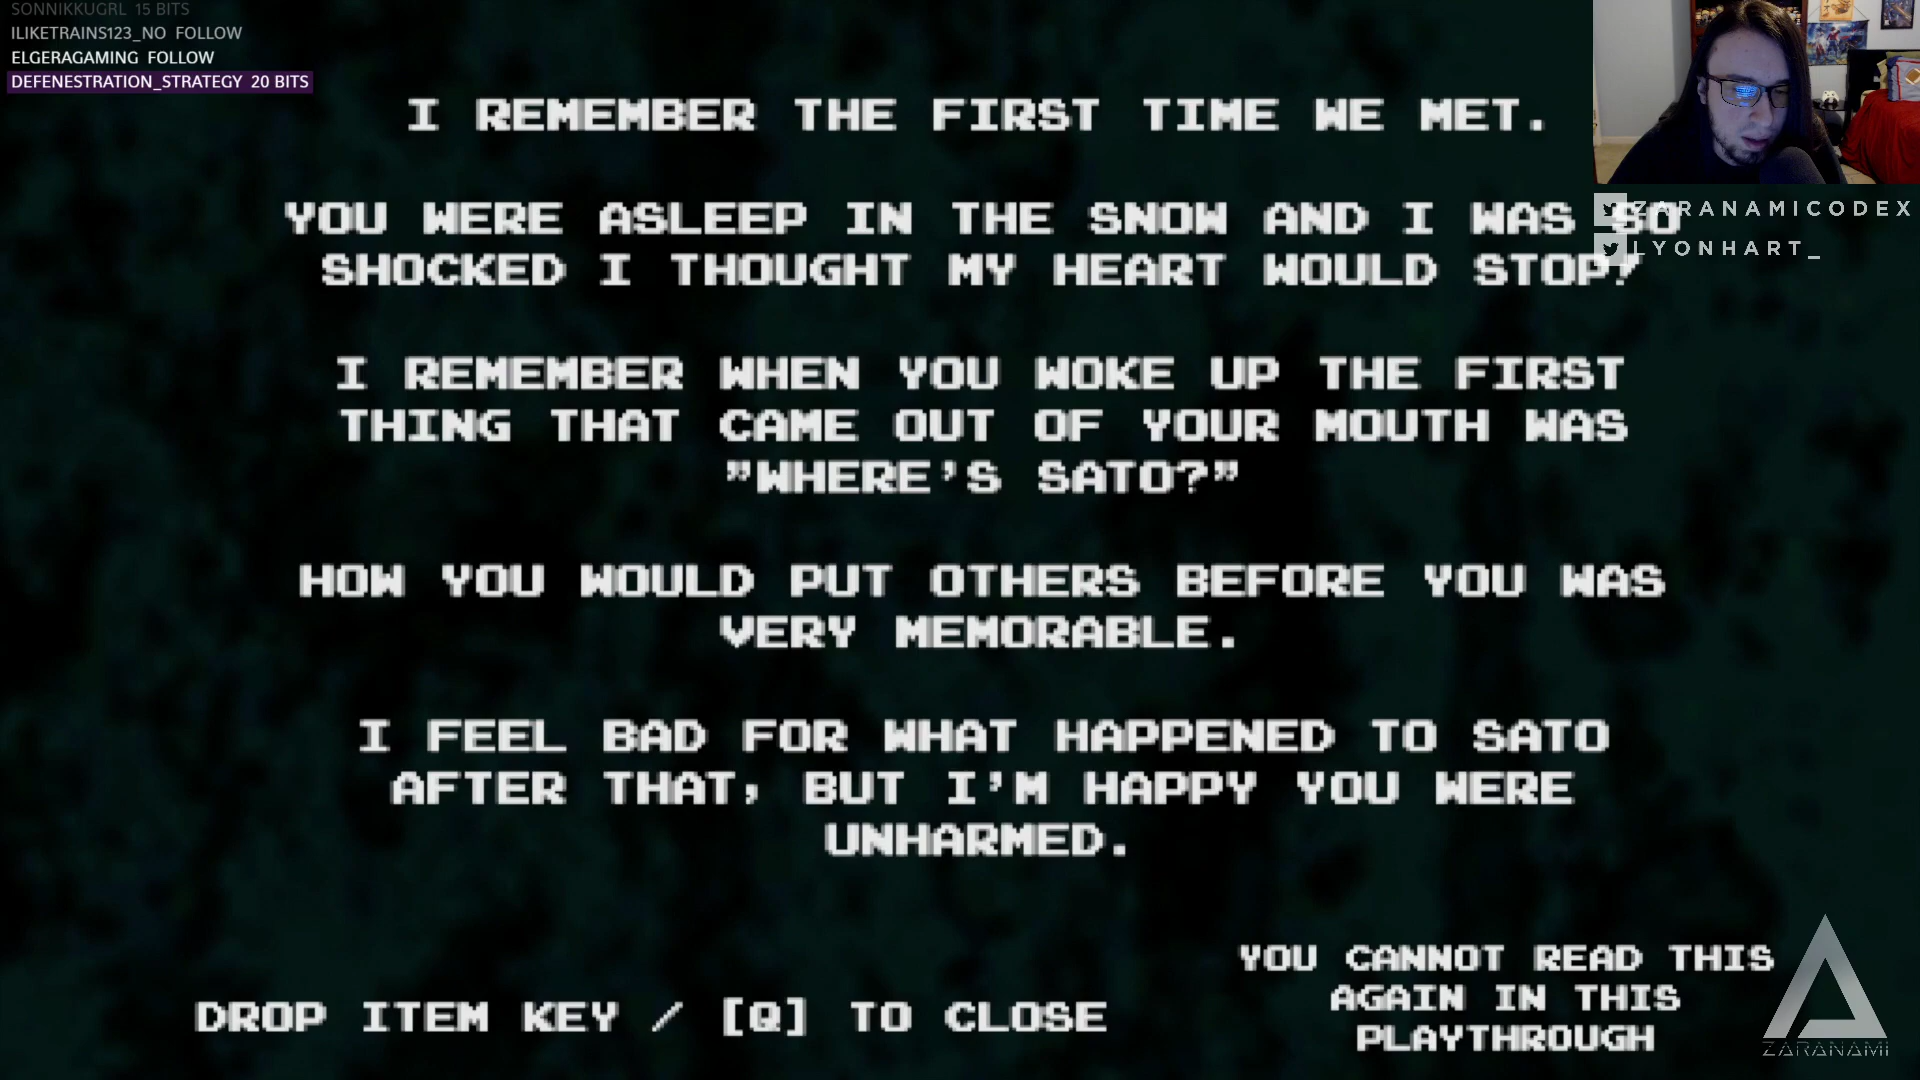 SONNIKKUGRL 15 BITS
ILIKETRAINS123_NO FOLLOW
ELGERAGAMING FOLLOW
DEFENESTRATION_STRATEGY 20 BITS
I REMEMBER THE FIRST TIME WE MET.
YOU WERE ASLEEP IN THE SNOW AND I WAS SO
SHOCKED I THOUGHT MY HEART WOULD STOP!
I REMEMBER WHEN YOU WOKE UP THE FIRST
THING THAT CAME OUT OF YOUR MOUTH WAS
"WHERE'S SATO?"
HOW YOU WOULD PUT OTHERS BEFORE YOU WAS
VERY MEMORABLE.
I FEEL BAD FOR WHAT HAPPENED TO SATO
AFTER THAT, BUT I'M HAPPY YOU WERE
UNHARMED.
ZARANAMICODEX
LYONHART_
DROP ITEM KEY / [Q] TO CLOSE
YOU CANNOT READ THIS
AGAIN IN THIS
PLAYTHROUGH
ZARANAMI